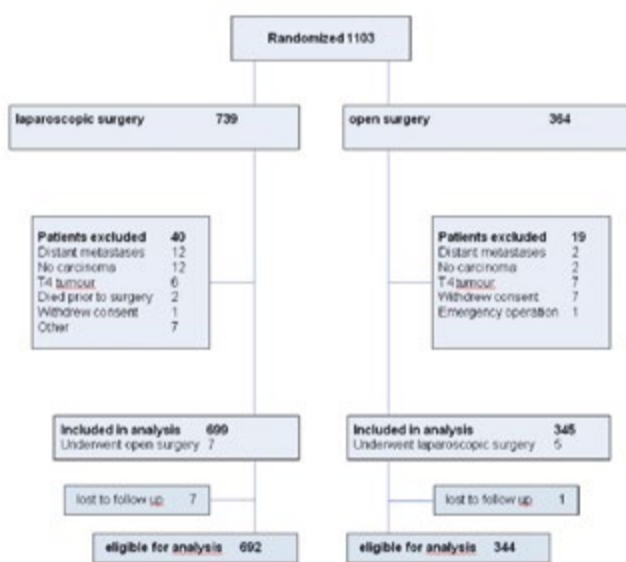 Randomized 1103
laparoscopic surgery 739
open surgery 364
Patients excluded 40
Distant metastases 12
No carcinoma 12
T4 tumour 6
Died prior to surgery 2
Withdrew consent 1
Other 7
Patients excluded 19
Distant metastases 2
No carcinoma 2
T4 tumour 7
Withdrew consent 7
Emergency operation 1
Included in analysis 699
Underwent open surgery 7
Included in analysis 345
Underwent laparoscopic surgery 5
lost to follow up 7
lost to follow up 1
eligible for analysis 692
eligible for analysis 344